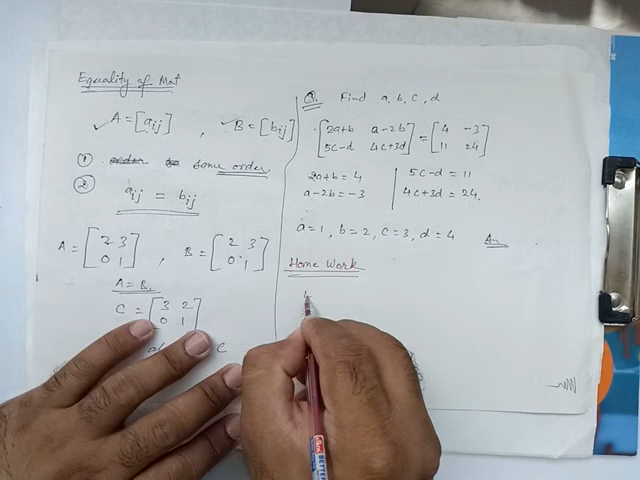 Equality of Mat
A = [aij] , B = [bij]
① same order.
② aij = bij
A = [2 3
0 1] , B = [2 3
0 1]
A = B,
C = [3 2
0 1]
C
Q. Find a, b, c, d
[2a+b a-2b
5c-d 4c+3d] = [4 -3
11 24]
2a+b = 4 | 5c-d = 11
a-2b = -3 | 4c+3d = 24.
a=1, b=2, c=3, d=4 An
Home Work